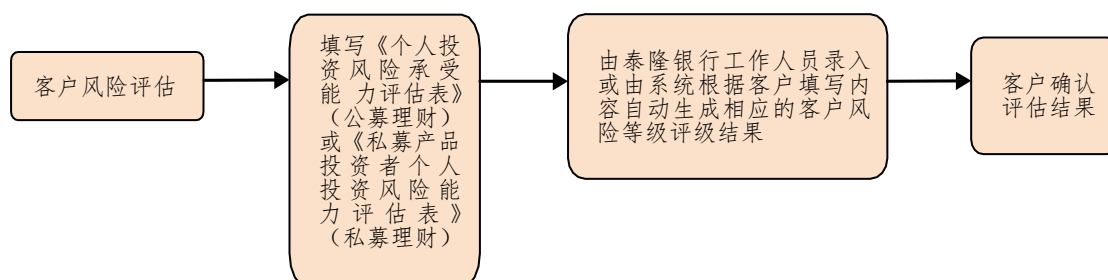 客户风险评估
填写《个人投
资风险承受
能 力评估表》
（公募理财）
或《私募产品
投资者个人
投资风险能
力评估表》
（私募理财）
由泰隆银行工作人员录入
或由系统根据客户填写内
容自动生成相应的客户风
险等级评级结果
客户确认
评估结果